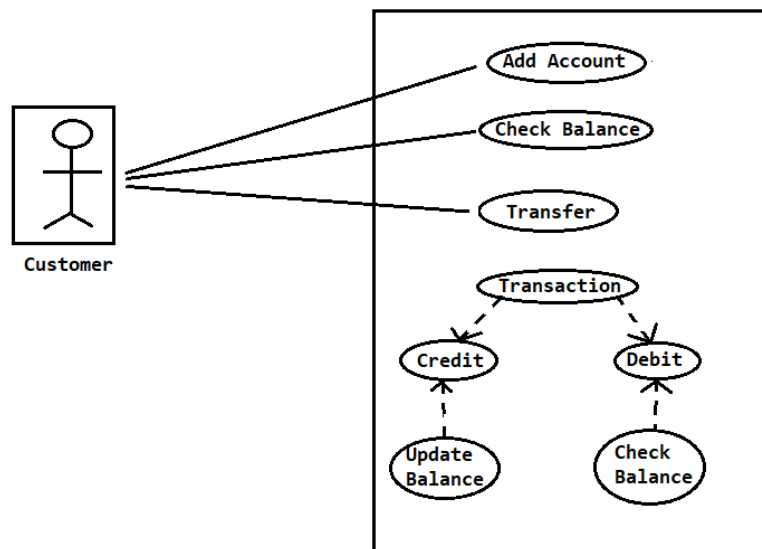 Add Account
Check Balance
Transfer
Customer
Transaction
Credit
Debit
Update
Balance
Check
Balance